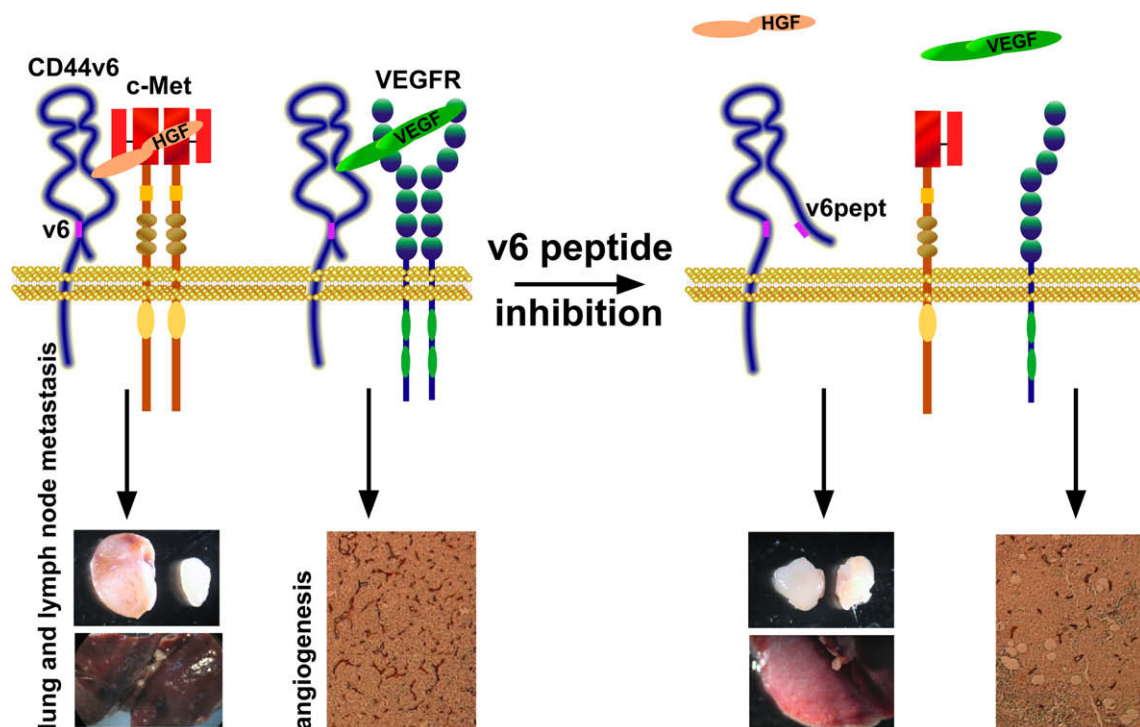 HGF
VEGF
CD44v6
c-Met
VEGFR
HGF
VEGF
v6
v6pept
v6 peptide
inhibition
lung and lymph node metastasis
angiogenesis